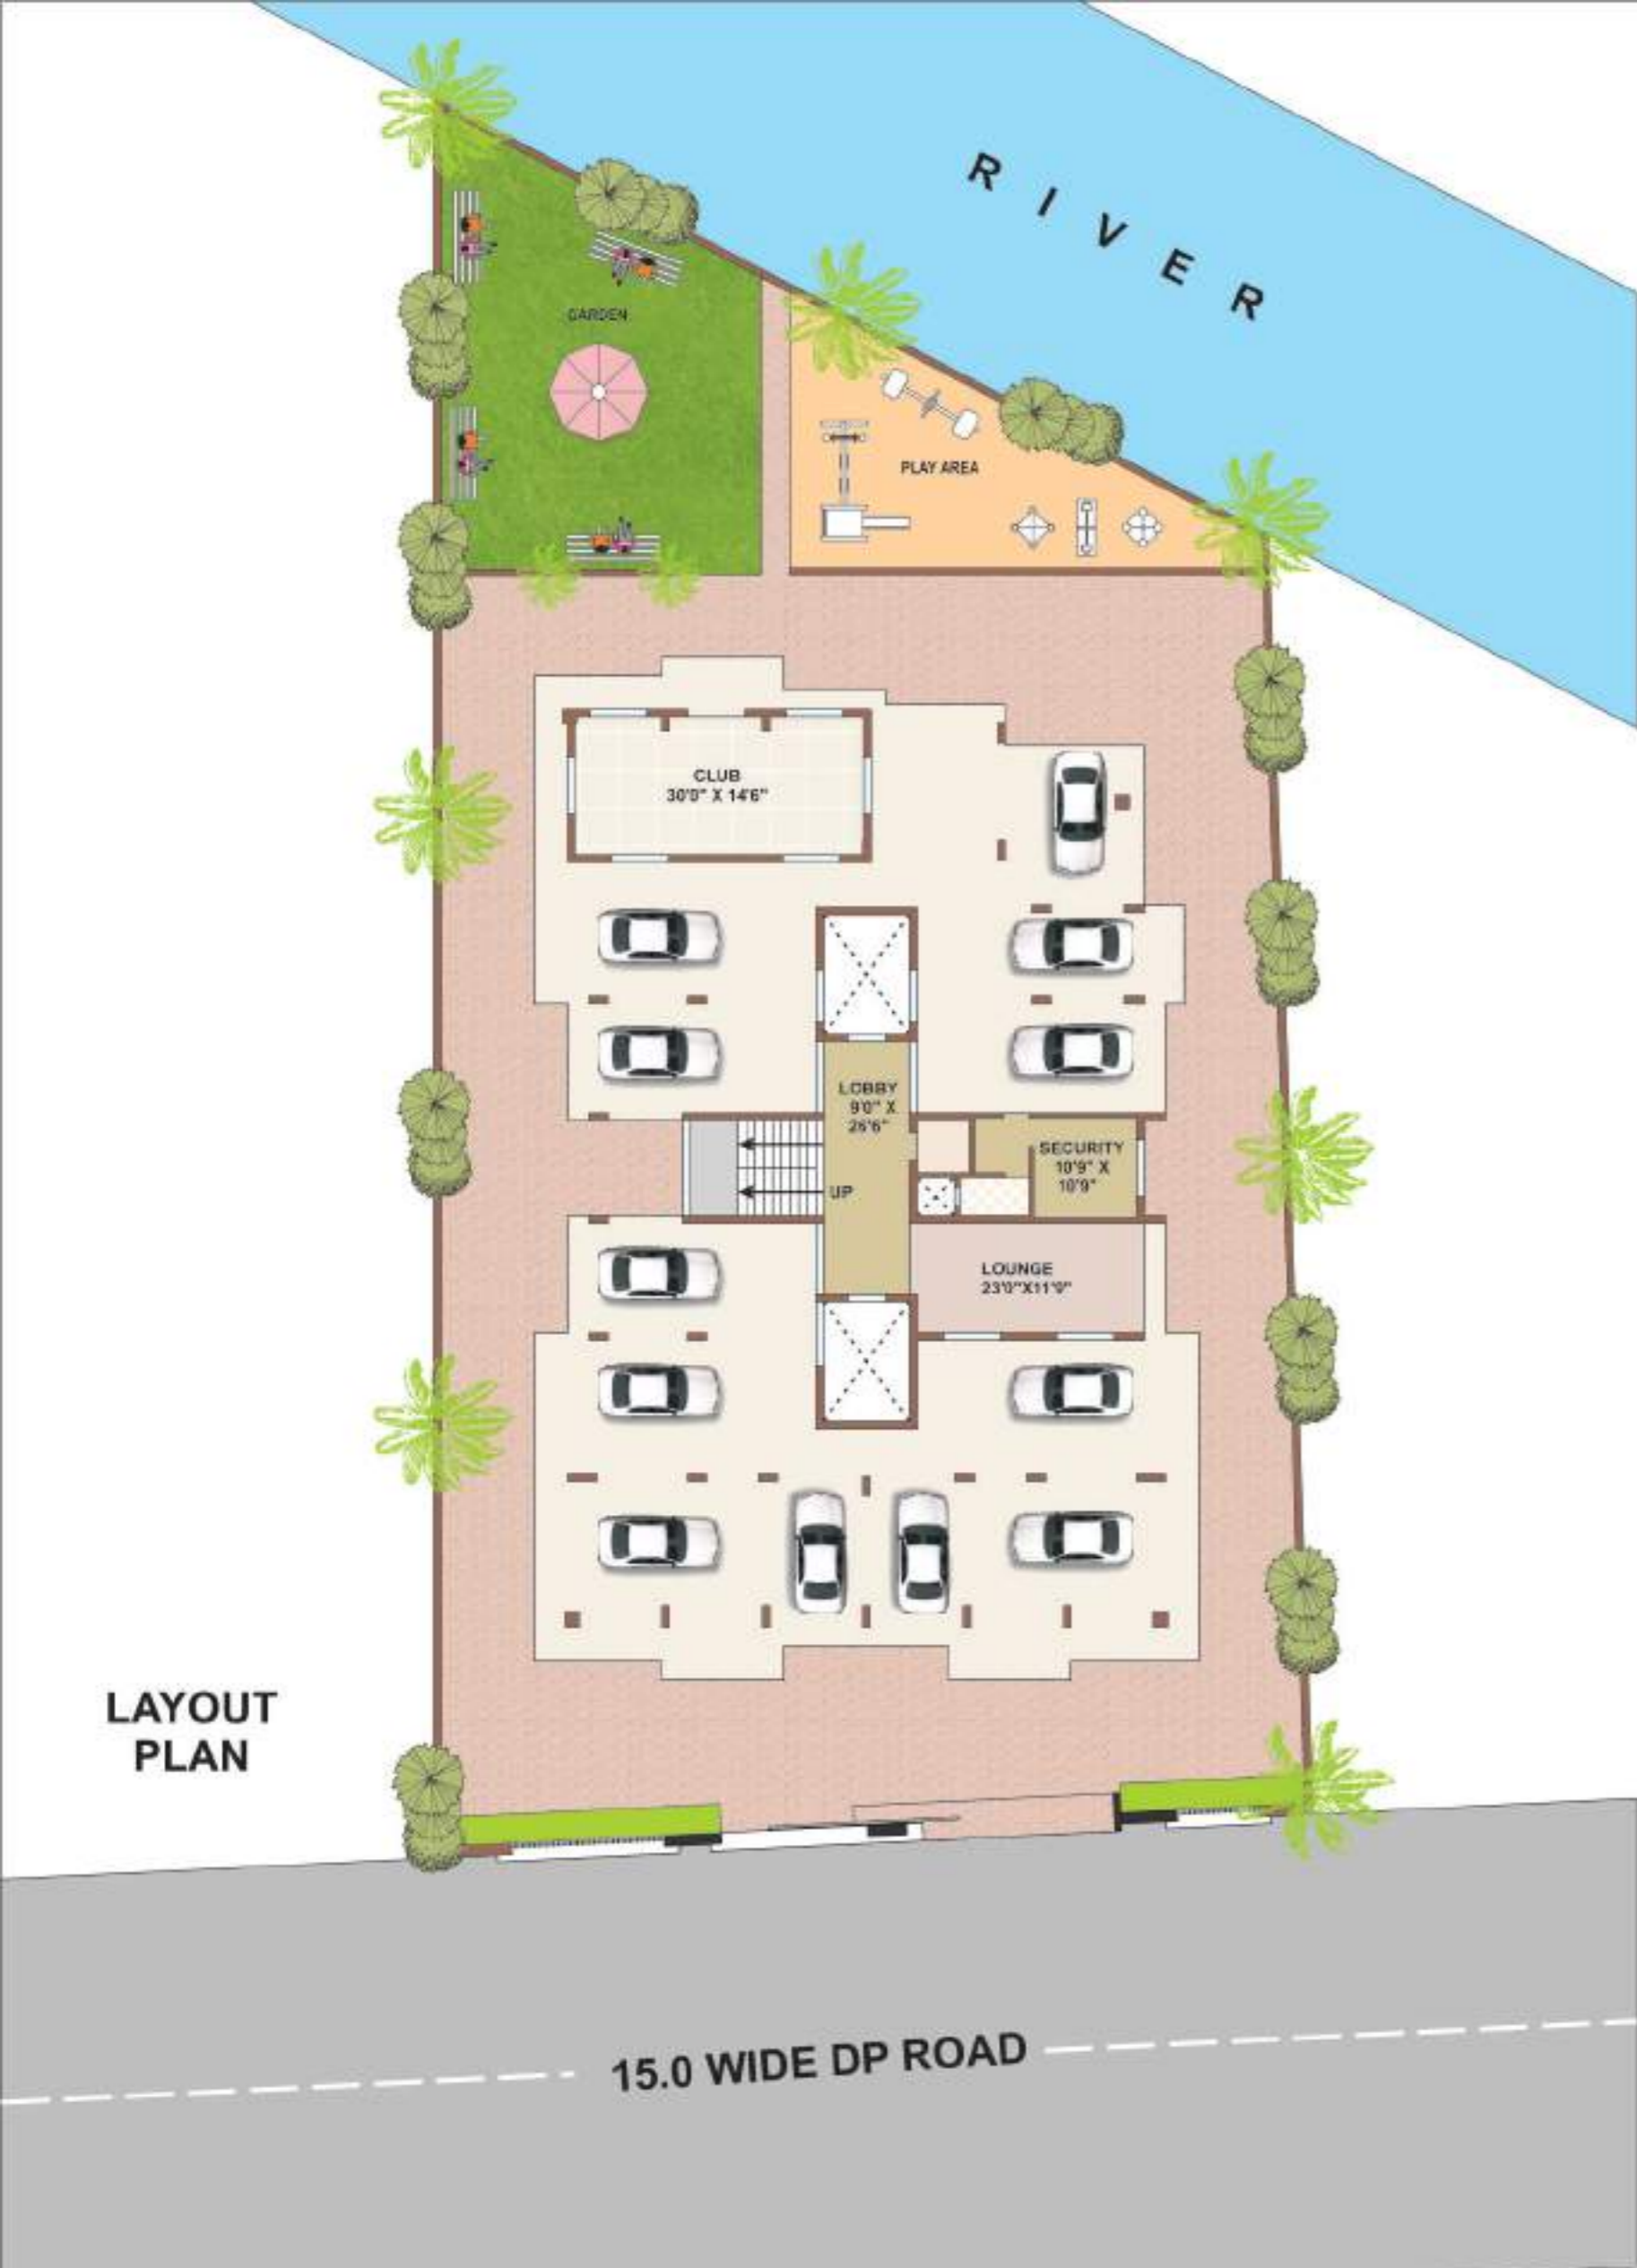 RIVER
GARDEN
PLAY AREA
CLUB
30'0" X 14'6"
LOBBY
9'0" X
26'6"
SECURITY
10'9" X
10'9"
UP
LOUNGE
23'0"X11'0"
LAYOUT
PLAN
15.0 WIDE DP ROAD